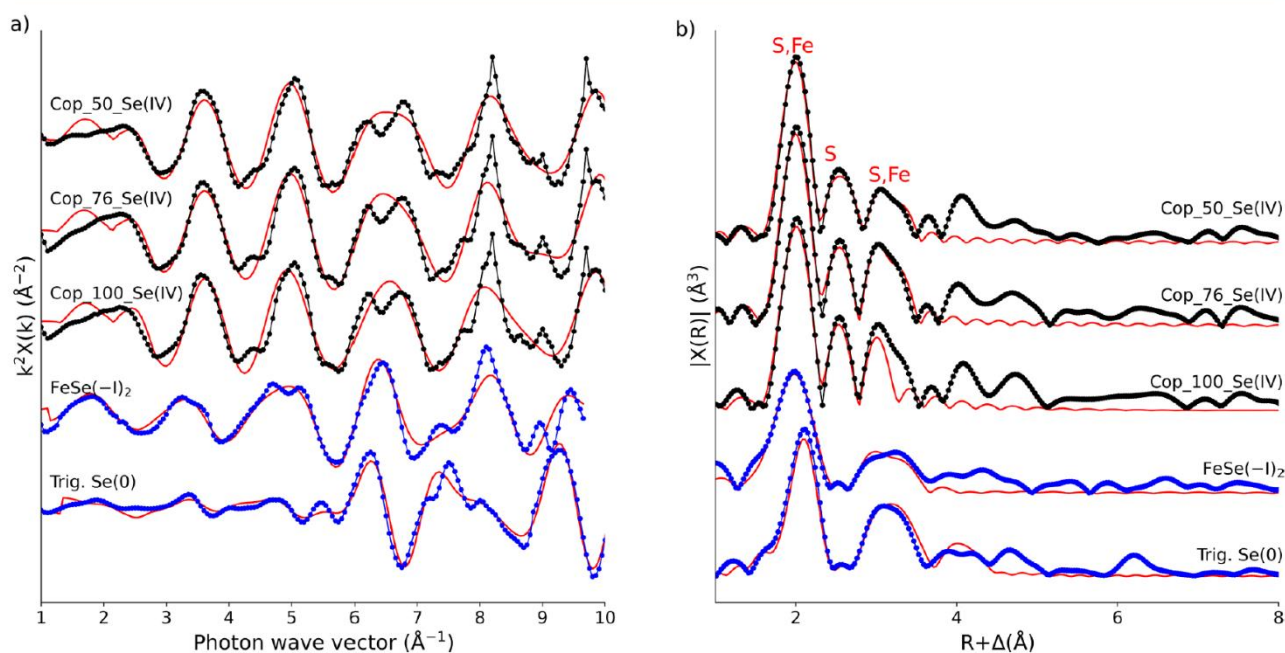 a)
Cop_50_Se(IV)
Cop_76_Se(IV)
Cop_100_Se(IV)
FeSe(−I)₂
Trig. Se(0)
k²X(k) (Å⁻²)
1 2 3 4 5 6 7 8 9 10
Photon wave vector (Å⁻¹)
b)
S,Fe
S
S,Fe
Cop_50_Se(IV)
Cop_76_Se(IV)
Cop_100_Se(IV)
FeSe(−I)₂
Trig. Se(0)
|X(R)| (Å³)
2 4 6 8
R+Δ(Å)